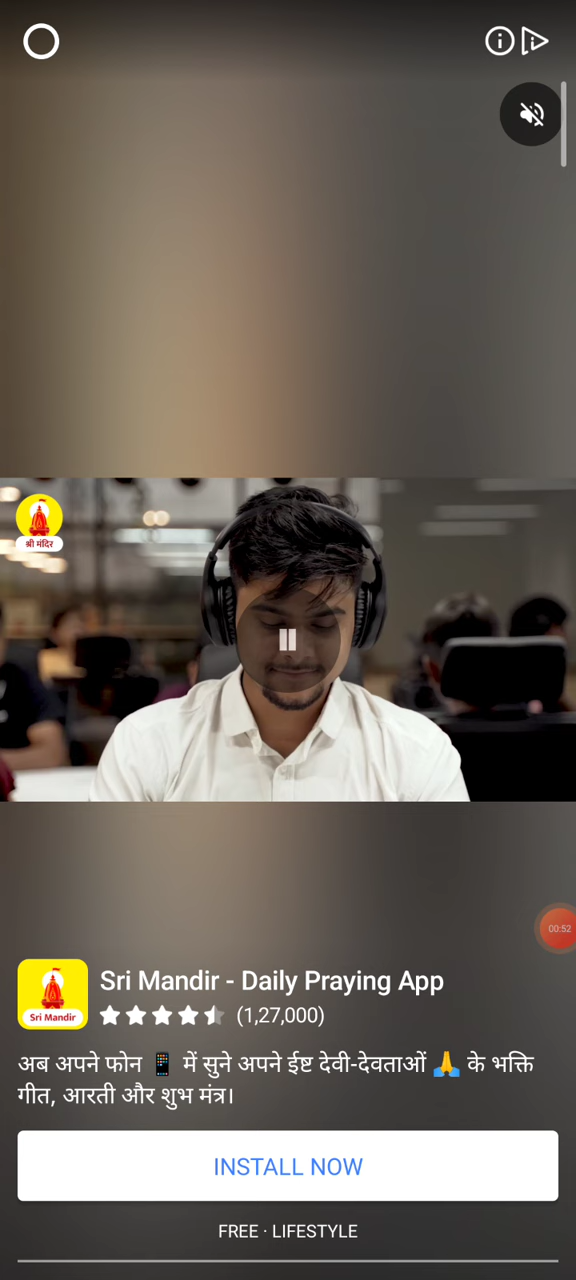 श्री मंदिर
00:52
Sri Mandir - Daily Praying App
Sri Mandir
(1,27,000)
अब अपने फोन 📱 में सुने अपने ईष्ट देवी-देवताओं 🙏 के भक्ति
गीत, आरती और शुभ मंत्र।
INSTALL NOW
FREE · LIFESTYLE